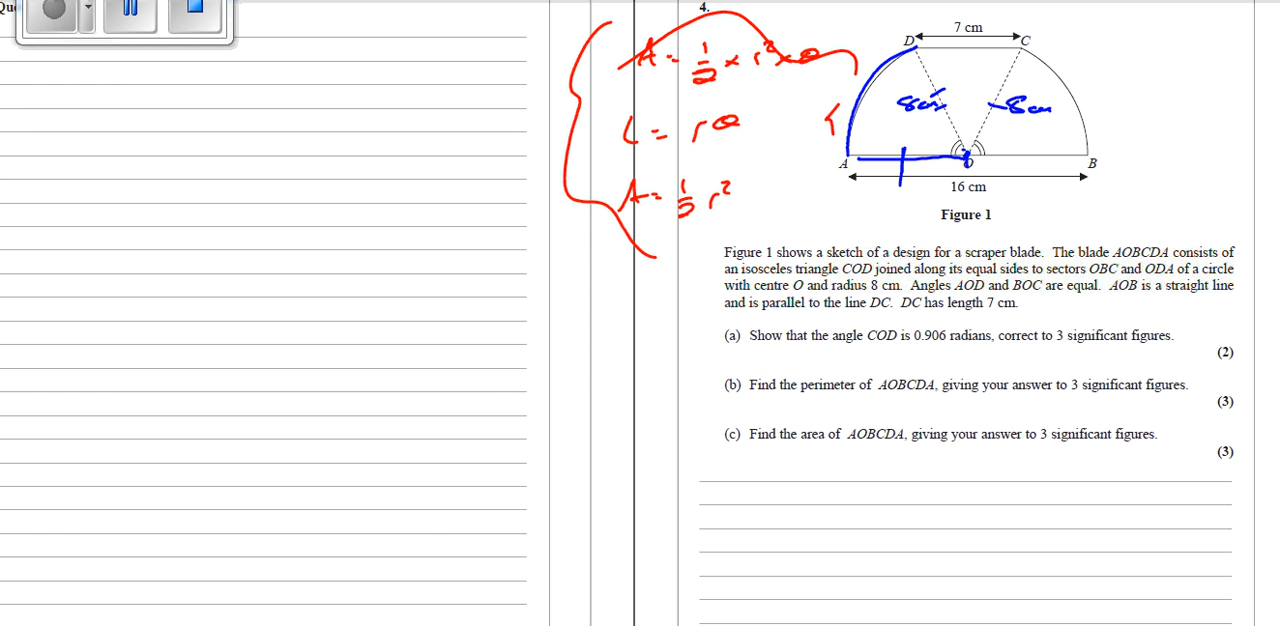 Qu
4.
A = 1/2 × r² × θ
L = rθ
A = 1/2 r²
7 cm
D
C
8cm
8cm
A
O
B
16 cm
Figure 1
Figure 1 shows a sketch of a design for a scraper blade. The blade AOBCDA consists of
an isosceles triangle COD joined along its equal sides to sectors OBC and ODA of a circle
with centre O and radius 8 cm. Angles AOD and BOC are equal. AOB is a straight line
and is parallel to the line DC. DC has length 7 cm.
(a) Show that the angle COD is 0.906 radians, correct to 3 significant figures.
(2)
(b) Find the perimeter of AOBCDA, giving your answer to 3 significant figures.
(3)
(c) Find the area of AOBCDA, giving your answer to 3 significant figures.
(3)